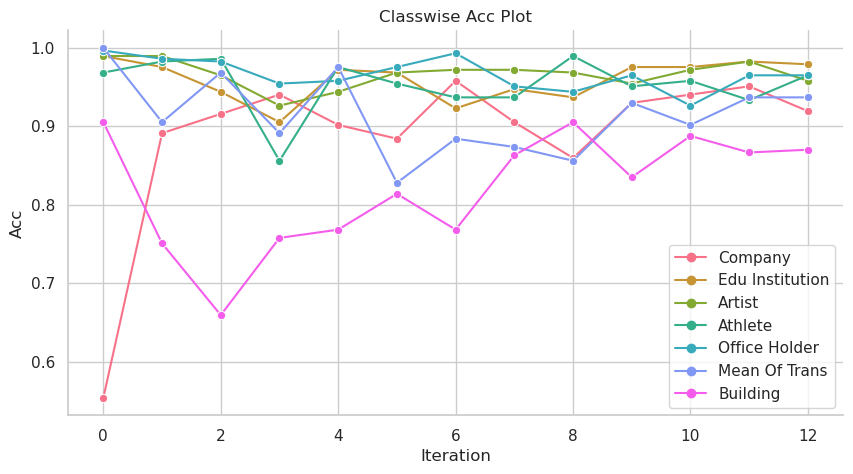 Classwise Acc Plot
1.0
0.9
0.8
0.7
0.6
Acc
0
2
4
6
8
10
12
Iteration
Company
Edu Institution
Artist
Athlete
Office Holder
Mean Of Trans
Building